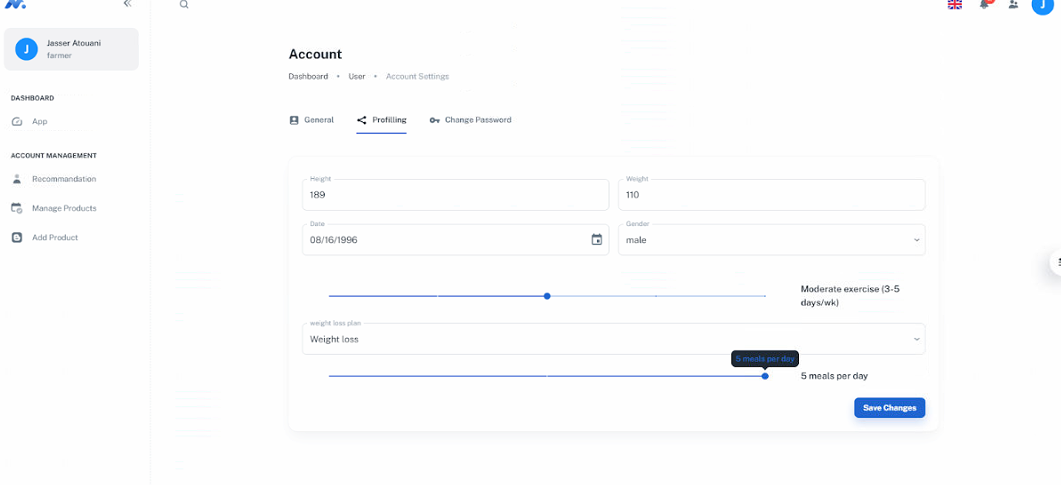 J
Jasser Atouani
farmer
J
DASHBOARD
App
ACCOUNT MANAGEMENT
Recommandation
Manage Products
Add Product
Account
Dashboard • User • Account Settings
General Profilling Change Password
Height Weight
189 110
Date Gender
08/16/1996 male
Moderate exercise (3-5
days/wk)
weight loss plan
Weight loss
5 meals per day
5 meals per day
Save Changes